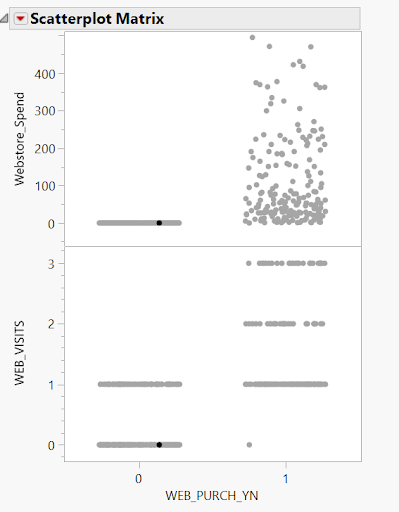 Scatterplot Matrix
Webstore_Spend
400
300
200
100
0
WEB_VISITS
3
2
1
0
0 1
WEB_PURCH_YN